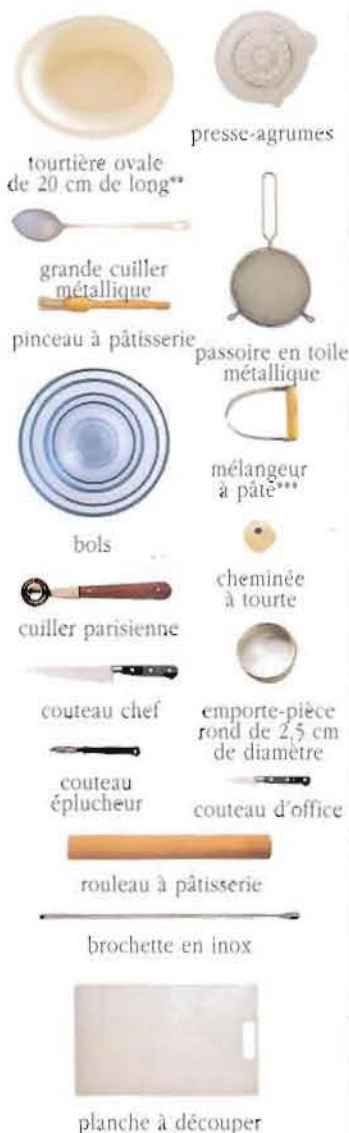 tourtière ovale
de 20 cm de long**
presse-agrumes
grande cuiller
métallique
pinceau à pâtisserie
passoire en toile
métallique
bols
mélangeur
à pâte***
cheminée
à tourte
cuiller parisienne
couteau chef
emporte-pièce
rond de 2,5 cm
de diamètre
couteau
éplucheur
couteau d'office
rouleau à pâtisserie
brochette en inox
planche à découper